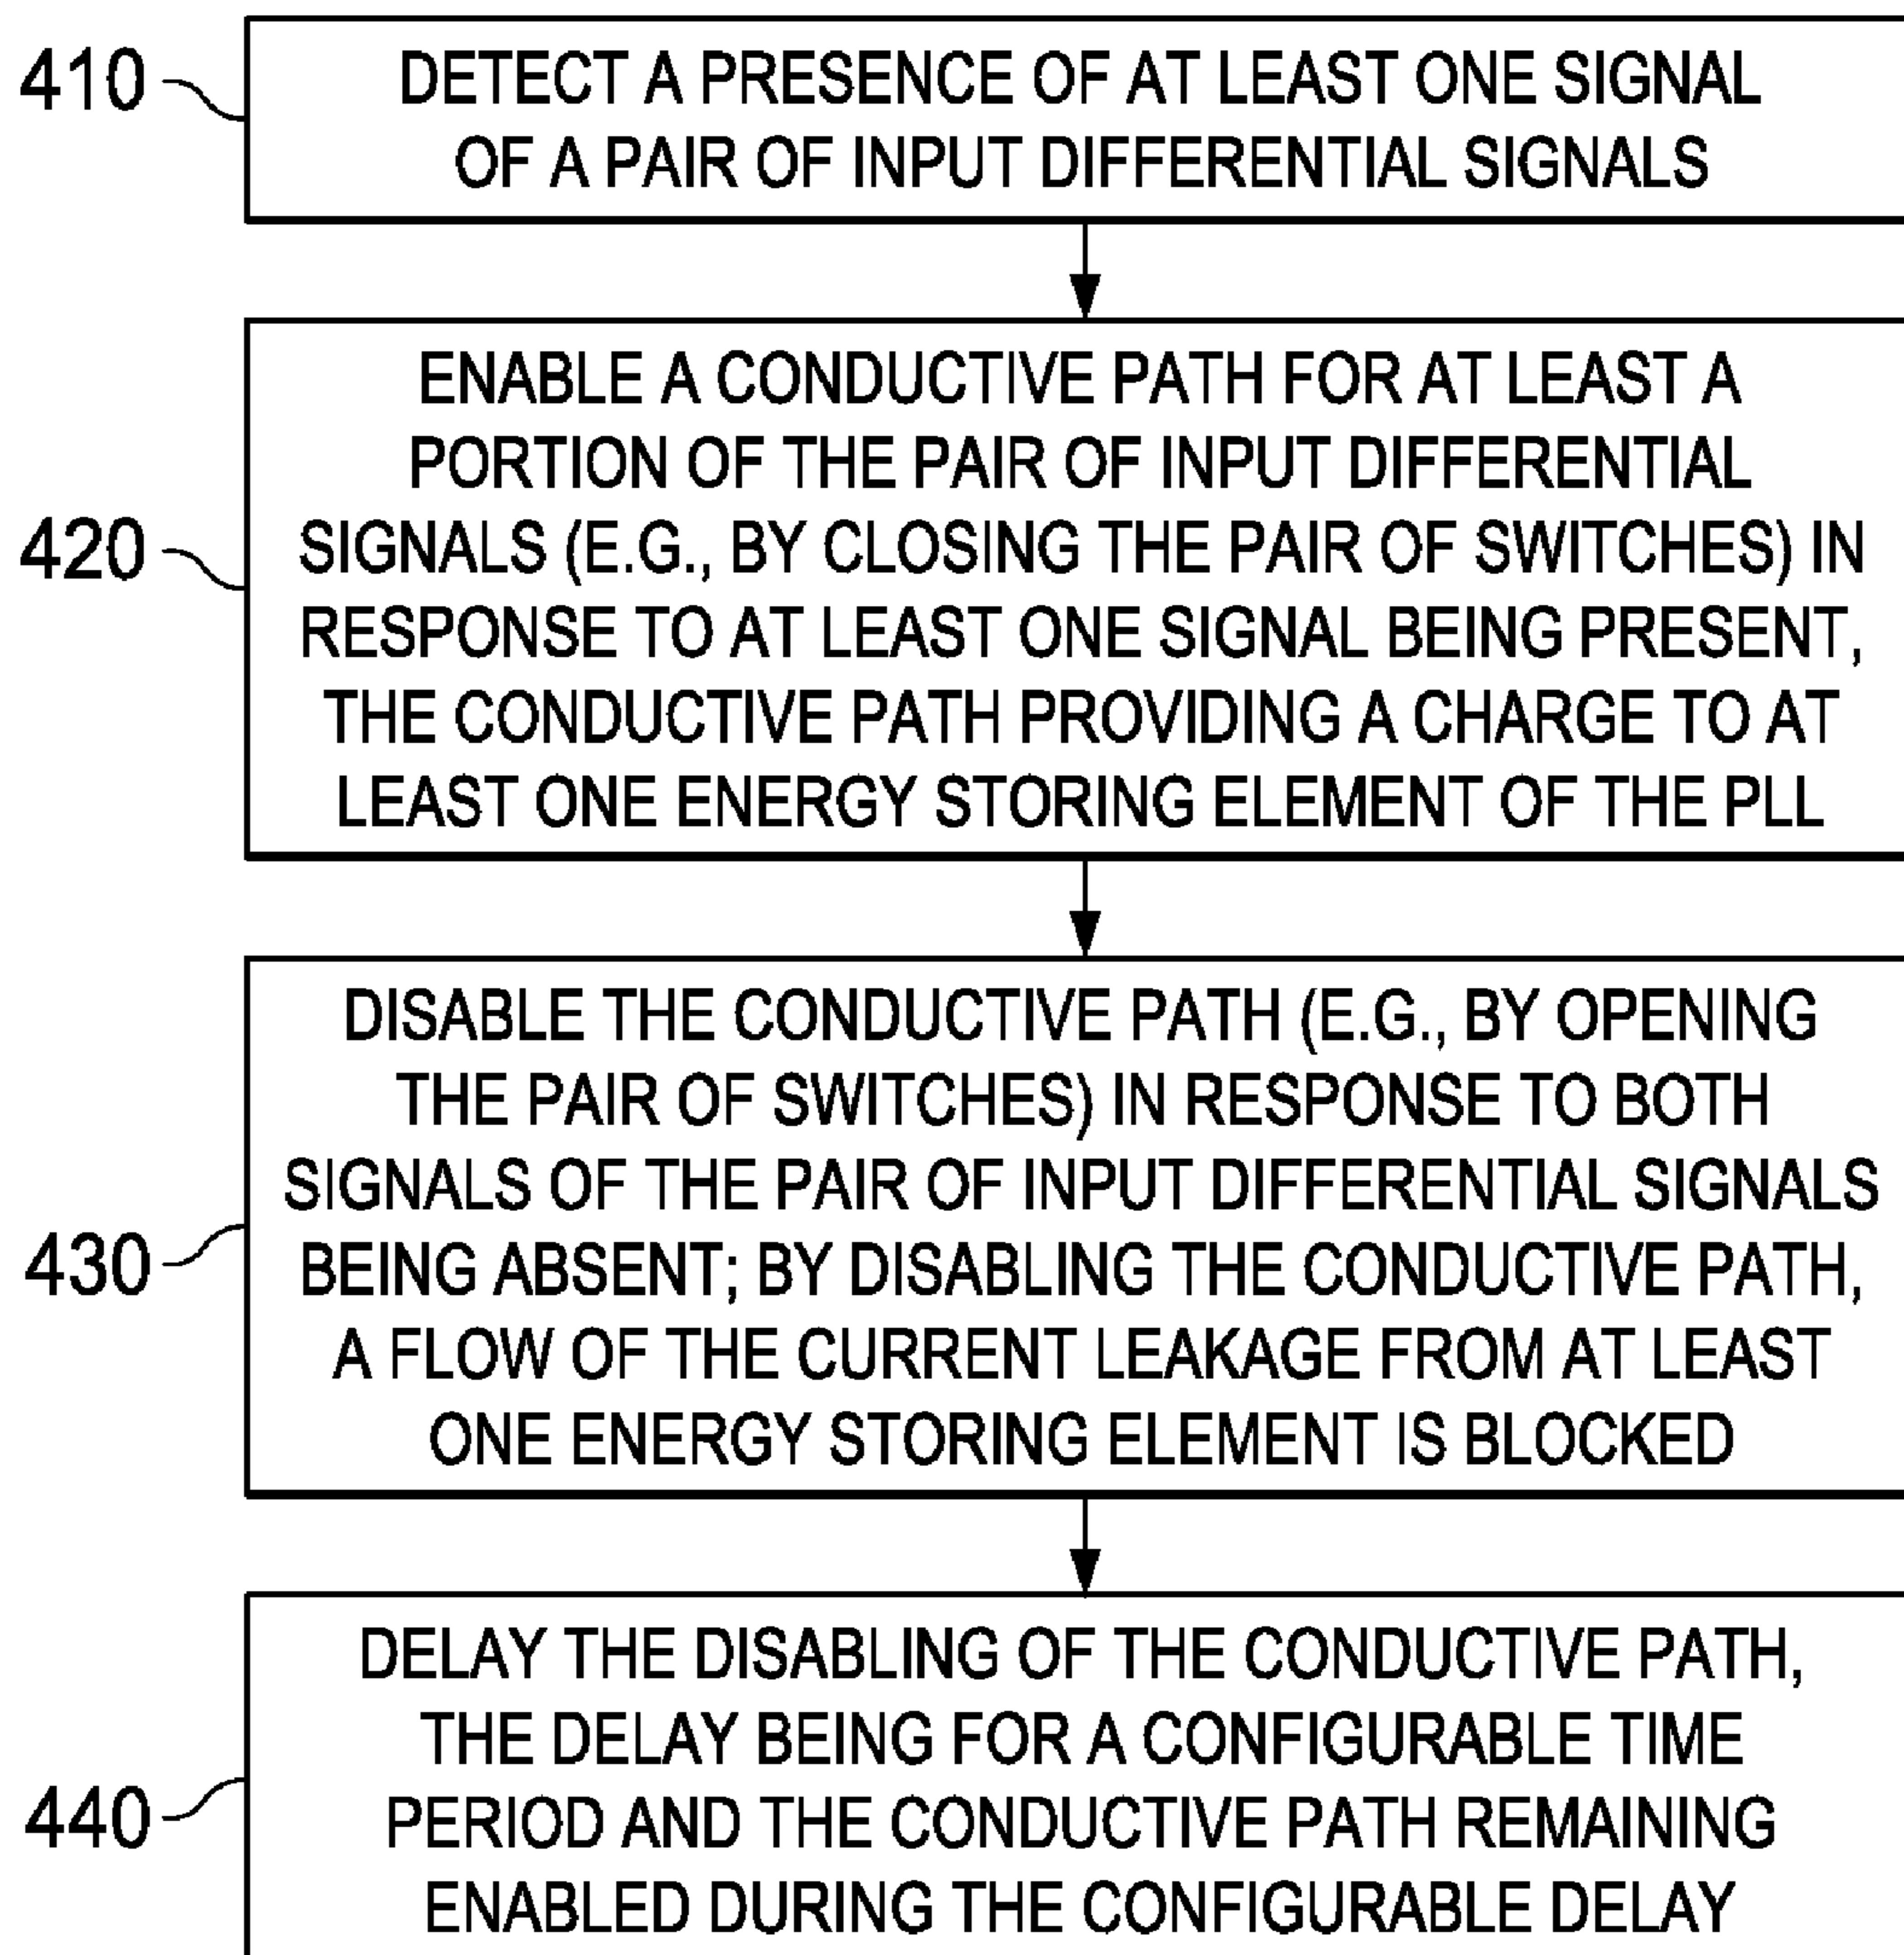 410
DETECT A PRESENCE OF AT LEAST ONE SIGNAL
OF A PAIR OF INPUT DIFFERENTIAL SIGNALS
420
ENABLE A CONDUCTIVE PATH FOR AT LEAST A
PORTION OF THE PAIR OF INPUT DIFFERENTIAL
SIGNALS (E.G., BY CLOSING THE PAIR OF SWITCHES) IN
RESPONSE TO AT LEAST ONE SIGNAL BEING PRESENT,
THE CONDUCTIVE PATH PROVIDING A CHARGE TO AT
LEAST ONE ENERGY STORING ELEMENT OF THE PLL
430
DISABLE THE CONDUCTIVE PATH (E.G., BY OPENING
THE PAIR OF SWITCHES) IN RESPONSE TO BOTH
SIGNALS OF THE PAIR OF INPUT DIFFERENTIAL SIGNALS
BEING ABSENT; BY DISABLING THE CONDUCTIVE PATH,
A FLOW OF THE CURRENT LEAKAGE FROM AT LEAST
ONE ENERGY STORING ELEMENT IS BLOCKED
440
DELAY THE DISABLING OF THE CONDUCTIVE PATH,
THE DELAY BEING FOR A CONFIGURABLE TIME
PERIOD AND THE CONDUCTIVE PATH REMAINING
ENABLED DURING THE CONFIGURABLE DELAY